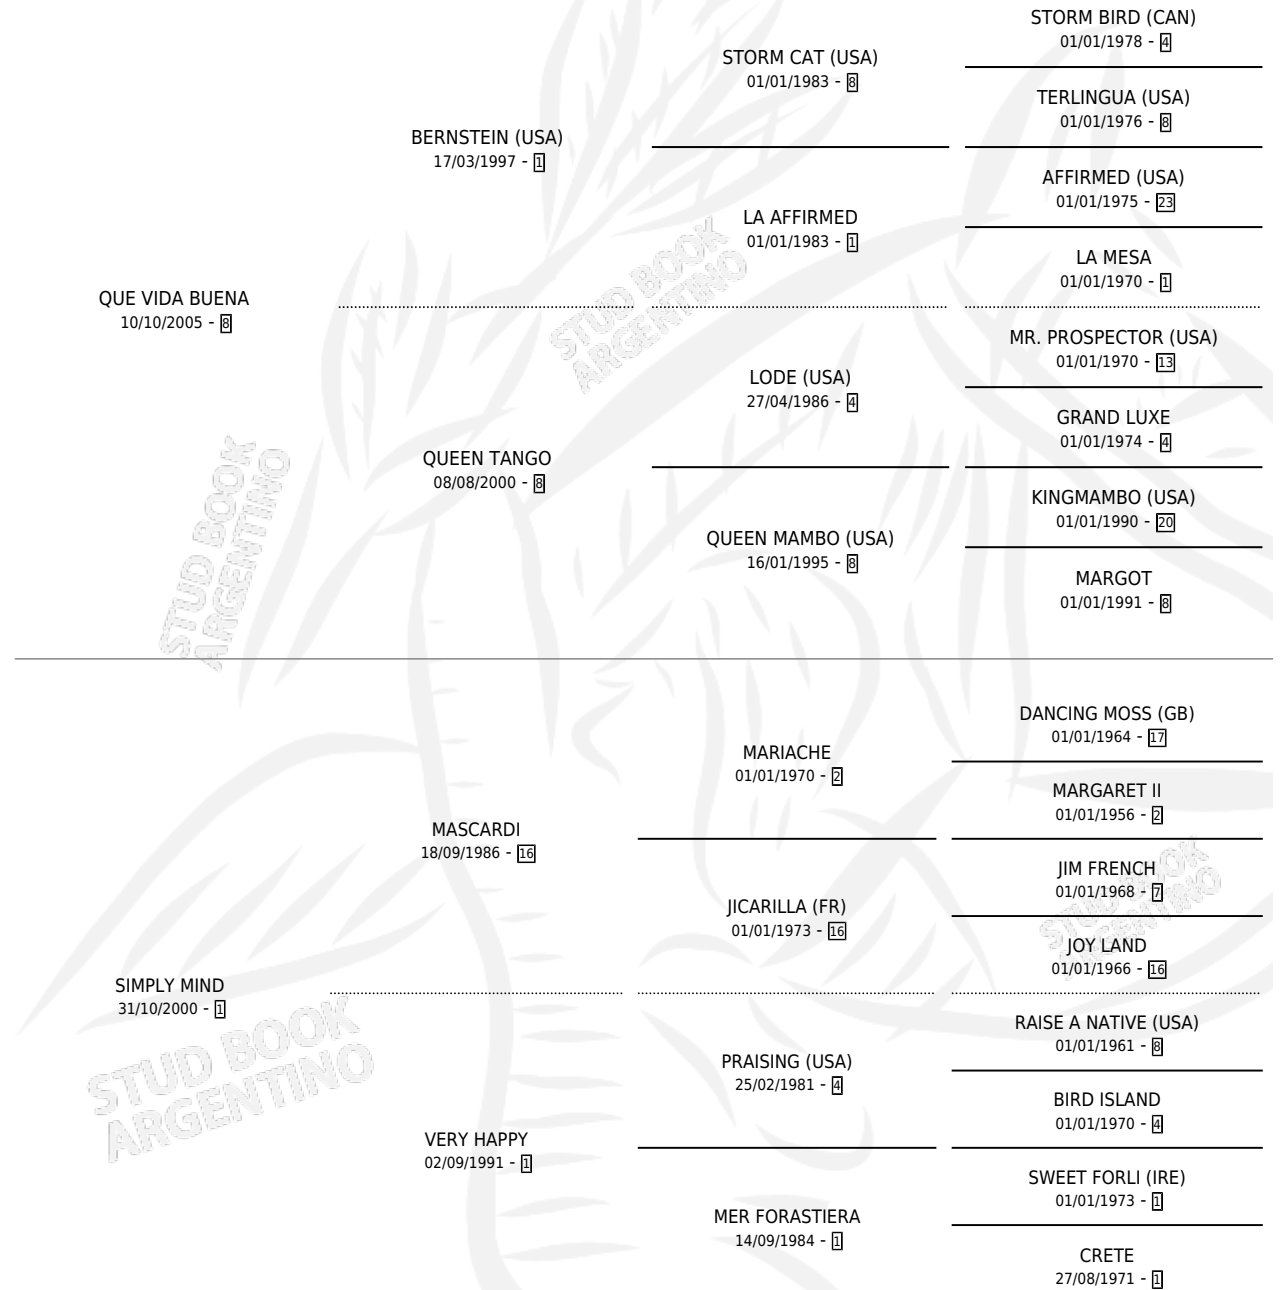 STORM BIRD (CAN)
01/01/1978 - 4
STORM CAT (USA)
01/01/1983 - 8
TERLINGUA (USA)
01/01/1976 - 8
BERNSTEIN (USA)
17/03/1997 - 1
AFFIRMED (USA)
01/01/1975 - 23
LA AFFIRMED
01/01/1983 - 1
LA MESA
01/01/1970 - 1
QUE VIDA BUENA
10/10/2005 - 8
MR. PROSPECTOR (USA)
01/01/1970 - 13
LODE (USA)
27/04/1986 - 4
GRAND LUXE
01/01/1974 - 4
QUEEN TANGO
08/08/2000 - 8
KINGMAMBO (USA)
01/01/1990 - 20
QUEEN MAMBO (USA)
16/01/1995 - 8
MARGOT
01/01/1991 - 8
DANCING MOSS (GB)
01/01/1964 - 17
MARIACHE
01/01/1970 - 2
MARGARET II
01/01/1956 - 2
MASCARDI
18/09/1986 - 16
JIM FRENCH
01/01/1968 - 7
JICARILLA (FR)
01/01/1973 - 16
JOY LAND
01/01/1966 - 16
SIMPLY MIND
31/10/2000 - 1
RAISE A NATIVE (USA)
01/01/1961 - 8
PRAISING (USA)
25/02/1981 - 4
BIRD ISLAND
01/01/1970 - 4
VERY HAPPY
02/09/1991 - 1
SWEET FORLI (IRE)
01/01/1973 - 1
MER FORASTIERA
14/09/1984 - 1
CRETE
27/08/1971 - 1
STUD BOOK
ARGENTINO
STUD BOOK
ARGENTINO
STUD BOOK
ARGENTINO
STUD BOOK
ARGENTINO